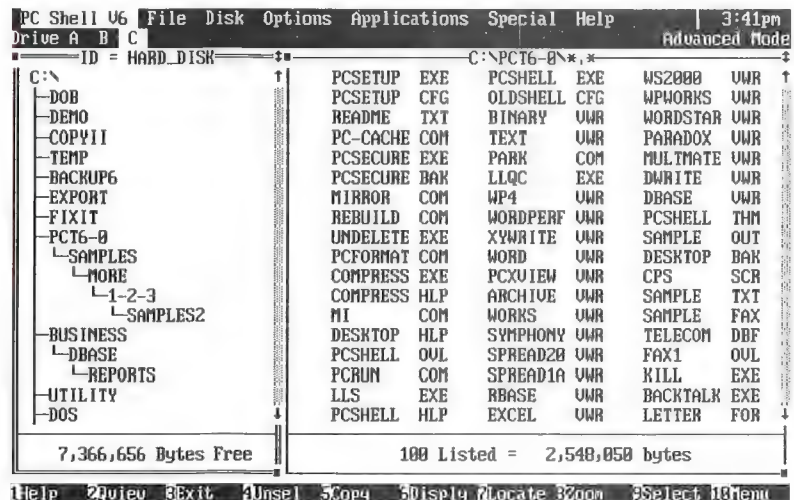 PC Shell V6 File Disk Options Applications Special Help 3:41pm
Drive A B C Advanced Mode
ID = HARD_DISK
C:\
DOB
DEMO
COPYII
TEMP
BACKUP6
EXPORT
FIXIT
PCT6-0
SAMPLES
MORE
1-2-3
SAMPLES2
BUSINESS
DBASE
REPORTS
UTILITY
DOS
7,366,656 Bytes Free
C:\PCT6-0\*.*
PCSETUP EXE PCSHELL EXE WS2000 VWR
PCSETUP CFG OLDSHELL CFG WPWORKS VWR
README TXT BINARY VWR WORDSTAR VWR
PC-CACHE COM TEXT VWR PARADOX VWR
PCSECURE EXE PARK COM MULTMATE VWR
PCSECURE BAK LLQC EXE DWRITE VWR
MIRROR COM WP4 VWR DBASE VWR
REBUILD COM WORDPERF VWR PCSHELL THM
UNDELETE EXE XYWRITE VWR SAMPLE OUT
PCFORMAT COM WORD VWR DESKTOP BAK
COMPRESS EXE PCXVIEW VWR CPS SCR
COMPRESS HLP ARCHIVE VWR SAMPLE TXT
MI COM WORKS VWR SAMPLE FAX
DESKTOP HLP SYMPHONY VWR TELECOM DBF
PCSHELL OVL SPREAD20 VWR FAX1 OVL
PCRUN COM SPREAD1A VWR KILL EXE
LLS EXE RBASE VWR BACKTALK EXE
PCSHELL HLP EXCEL VWR LETTER FOR
100 Listed = 2,548,050 bytes
1Help 2Qview 3Exit 4Unsel 5Copy 6Disply 7Locate 8Zoom 9Select 10Menu